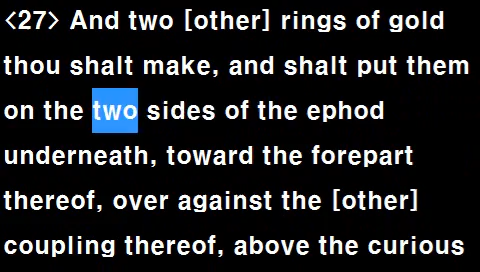 <27> And two [other] rings of gold
thou shalt make, and shalt put them
on the two sides of the ephod
underneath, toward the forepart
thereof, over against the [other]
coupling thereof, above the curious